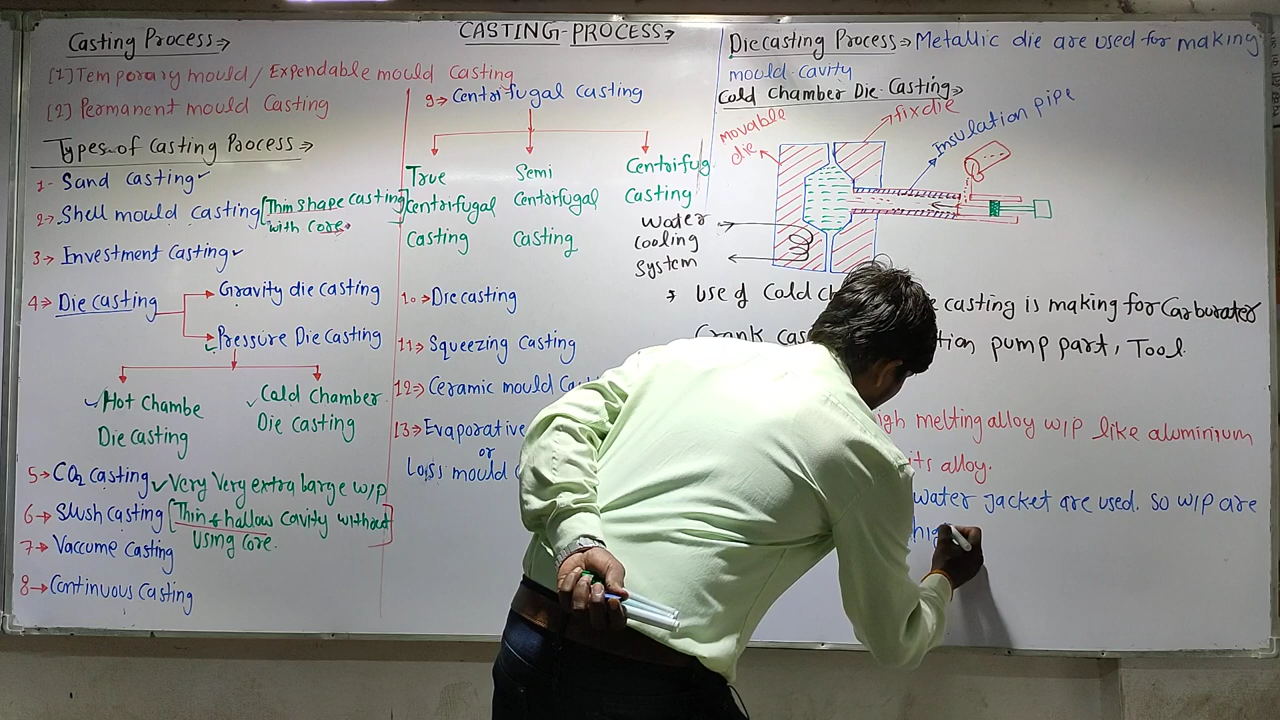 CASTING-PROCESS→
Casting Process→
[1] Temporary mould/Expendable mould Casting
[2] Permanent mould Casting
Types of Casting Process→
1- Sand Casting✓
2→ Shell mould casting [Thin shape casting
with core.]
3→ Investment Casting✓
4→ Die casting
Gravity die casting
Pressure Die Casting
✓Hot Chambe
Die casting
✓Cold Chamber
Die Casting
5→ CO2 casting ✓Very Very extra large w/p
6→ Slush casting [Thin & hallow cavity without
using core.]
7→ Vaccume Casting
8→ Continuous Casting
9→ Centrifugal Casting
True
Centrifugal
Casting
Semi
Centrifugal
Casting
Centrifug
Casting
10→ Diecasting
11→ Squeezing Casting
12→ Ceramic mould
13→ Evaporative
or
Loss mould
Diecasting Process→ Metallic die are used for making
mould cavity
Cold Chamber Die Casting→
movable
die
fix die
Insulation pipe
Water
Cooling
System
* Use of Cold casting is making for Carburater
Crank pump part, Tool.
melting alloy w/p like aluminium
its alloy.
water jacket are used. So w/p are